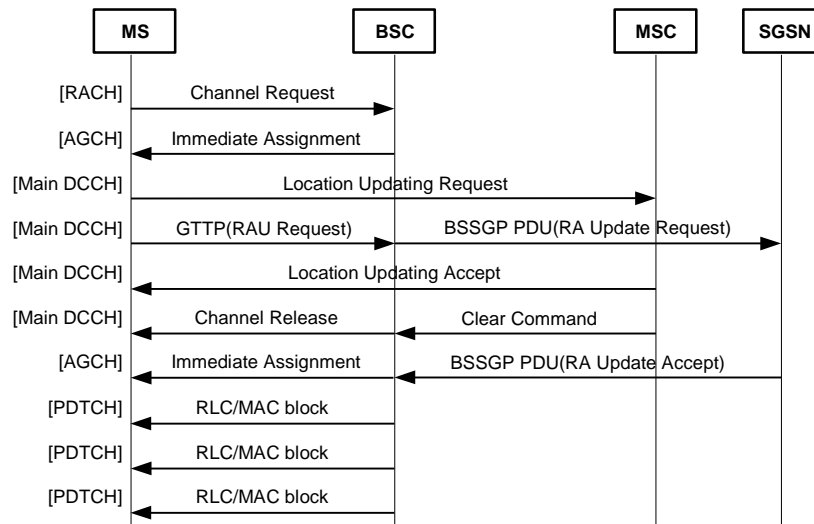 MS BSC MSC SGSN
[RACH] Channel Request
[AGCH] Immediate Assignment
[Main DCCH] Location Updating Request
[Main DCCH] GTTP(RAU Request) BSSGP PDU(RA Update Request)
[Main DCCH] Location Updating Accept
[Main DCCH] Channel Release Clear Command
[AGCH] Immediate Assignment BSSGP PDU(RA Update Accept)
[PDTCH] RLC/MAC block
[PDTCH] RLC/MAC block
[PDTCH] RLC/MAC block